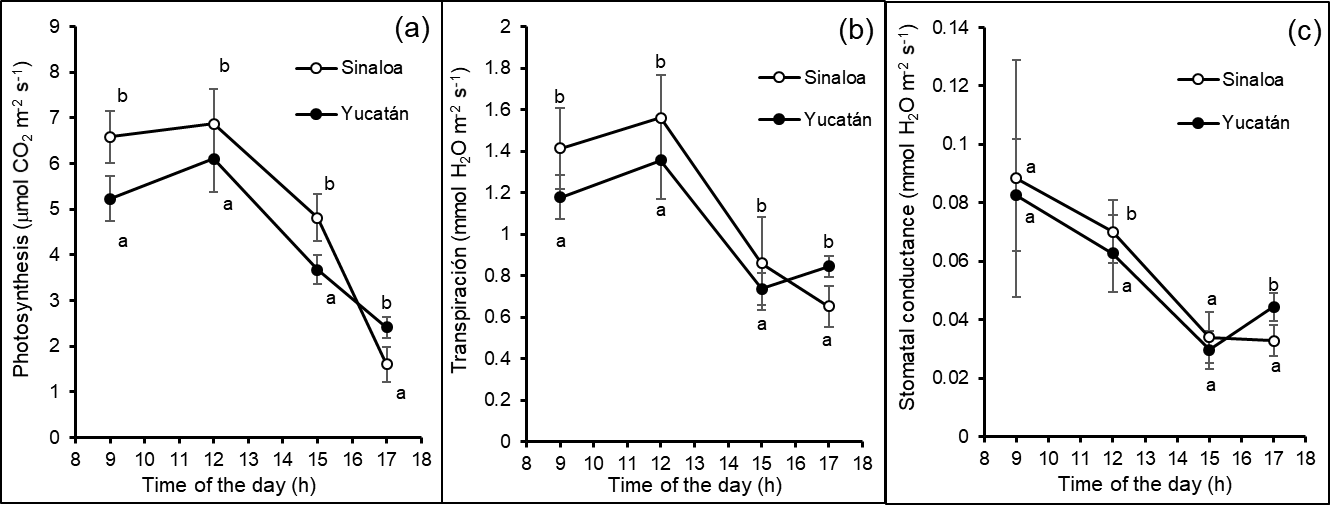 (a)
Photosynthesis (µmol CO2 m-2 s-1)
9
8
7
6
5
4
3
2
1
0
Sinaloa
Yucatán
b
b
b
b
a
a
a
a
8 9 10 11 12 13 14 15 16 17 18
Time of the day (h)
(b)
Transpiración (mmol H2O m-2 s-1)
2
1.8
1.6
1.4
1.2
1
0.8
0.6
0.4
0.2
0
Sinaloa
Yucatán
b
b
b
b
a
a
a
a
8 9 10 11 12 13 14 15 16 17 18
Time of the day (h)
(c)
Stomatal conductance (mmol H2O m-2 s-1)
0.14
0.12
0.1
0.08
0.06
0.04
0.02
0
Sinaloa
Yucatán
a
a
b
a
a
a
b
a
8 9 10 11 12 13 14 15 16 17 18
Time of the day (h)